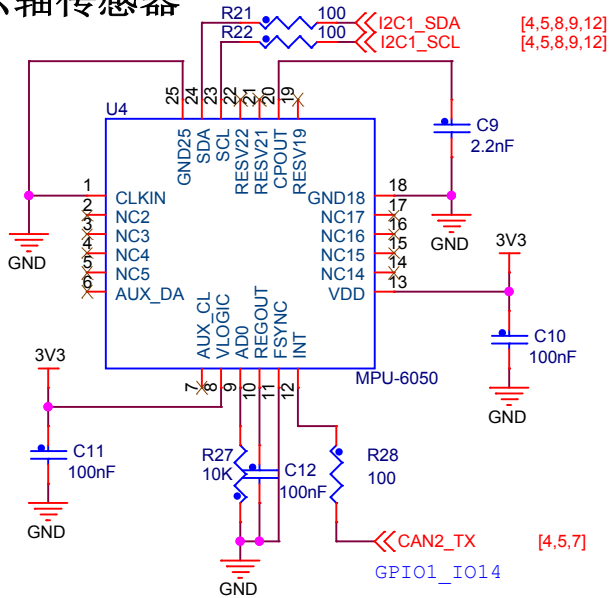 轴传感器
R21 100 I2C1_SDA [4,5,8,9,12]
R22 100 I2C1_SCL [4,5,8,9,12]
25 24 23 22 21 20 19
U4
GND25 SDA SCL RESV22 RESV21 CPOUT RESV19
C9
2.2nF
1 CLKIN GND18 18
2 NC2 NC17 17
3 NC3 NC16 16
4 NC4 NC15 15
5 NC5 NC14 14
6 AUX_DA VDD 13
GND
GND
3V3
AUX_CL VLOGIC AD0 REGOUT FSYNC INT
7 8 9 10 11 12
MPU-6050
C10
100nF
3V3
GND
C11
100nF
R27
10K
C12
100nF
R28
100
GND
CAN2_TX [4,5,7]
GPIO1_IO14
GND